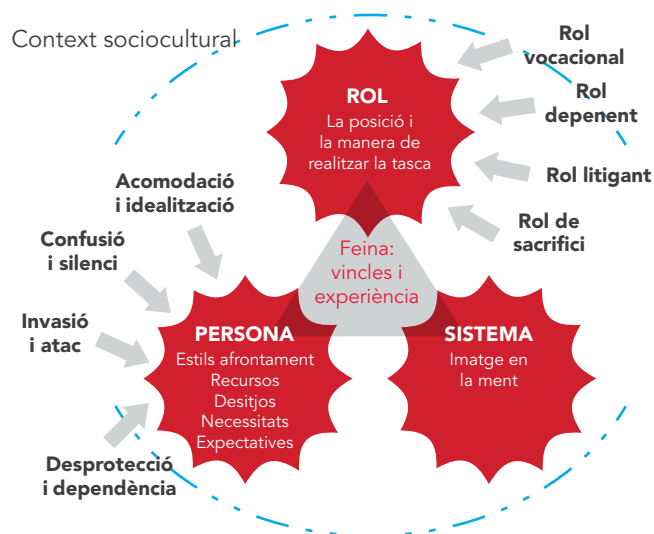 Context sociocultural
Rol
vocacional
Rol
depenent
Rol litigant
Rol de
sacrifici
ROL
La posició i
la manera de
realitzar la tasca
Acomodació
i idealització
Confusió
i silenci
Invasió
i atac
Desprotecció
i dependència
Feina:
vincles i
experiència
PERSONA
Estils afrontament
Recursos
Desitjos
Necessitats
Expectatives
SISTEMA
Imatge en
la ment